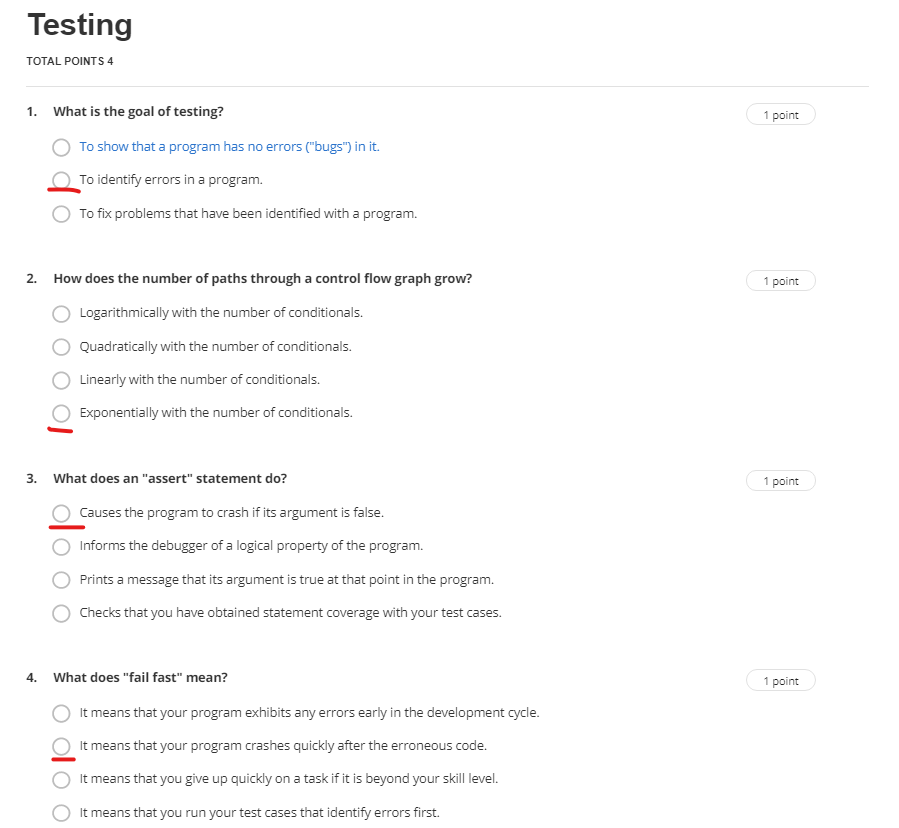 Testing
TOTAL POINTS 4
1. What is the goal of testing? 1 point
To show that a program has no errors ("bugs") in it.
To identify errors in a program.
To fix problems that have been identified with a program.
2. How does the number of paths through a control flow graph grow? 1 point
Logarithmically with the number of conditionals.
Quadratically with the number of conditionals.
Linearly with the number of conditionals.
Exponentially with the number of conditionals.
3. What does an "assert" statement do? 1 point
Causes the program to crash if its argument is false.
Informs the debugger of a logical property of the program.
Prints a message that its argument is true at that point in the program.
Checks that you have obtained statement coverage with your test cases.
4. What does "fail fast" mean? 1 point
It means that your program exhibits any errors early in the development cycle.
It means that your program crashes quickly after the erroneous code.
It means that you give up quickly on a task if it is beyond your skill level.
It means that you run your test cases that identify errors first.